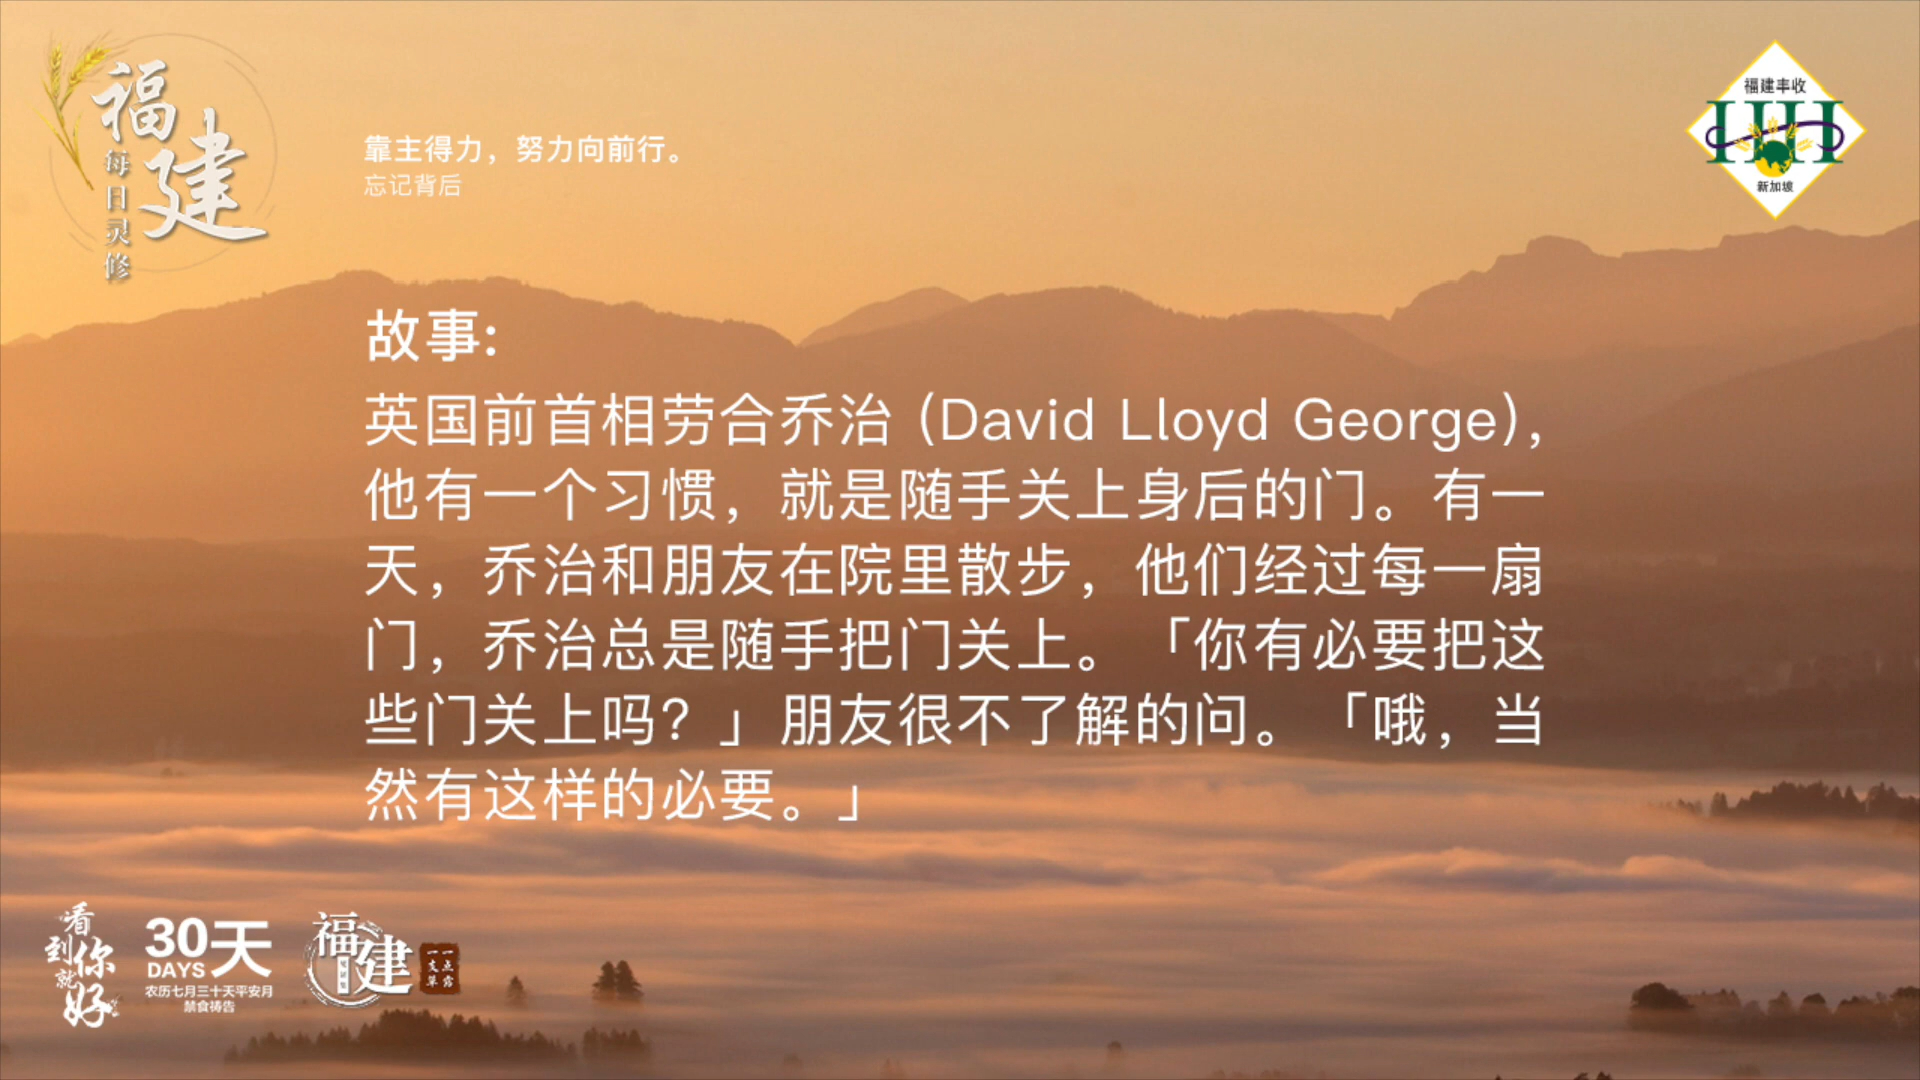 福建
每日灵修
靠主得力，努力向前行。
忘记背后
福建丰收
HH
新加坡
故事:
英国前首相劳合乔治 (David Lloyd George)，
他有一个习惯，就是随手关上身后的门。有一
天，乔治和朋友在院里散步，他们经过每一扇
门，乔治总是随手把门关上。「你有必要把这
些门关上吗？」朋友很不了解的问。「哦，当
然有这样的必要。」
看到你就好
30天
DAYS
农历七月三十天平安月
禁食祷告
福建
一点露
一支草